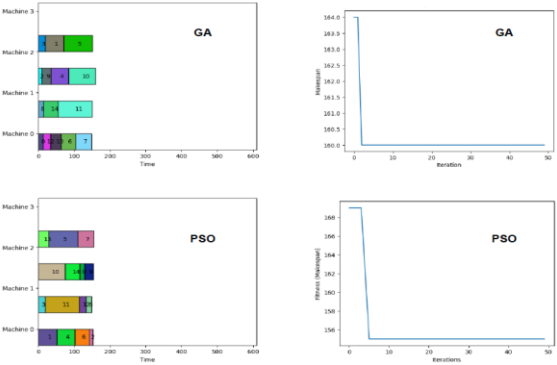 Machine 3
GA
Machine 2
1
5
9
10
Machine 1
14
11
Machine 0
6
7
0 100 200 300 400 500 600
Time
GA
164.0
163.5
163.0
162.5
162.0
161.5
161.0
160.5
160.0
Makespan
0 10 20 30 40 50
Iteration
Machine 3
PSO
Machine 2
5
7
10
14
Machine 1
3
11
Machine 0
1
4
6
2
0 100 200 300 400 500 600
Time
PSO
168
166
164
162
160
158
156
Fitness (Makespan)
0 10 20 30 40 50
Iterations